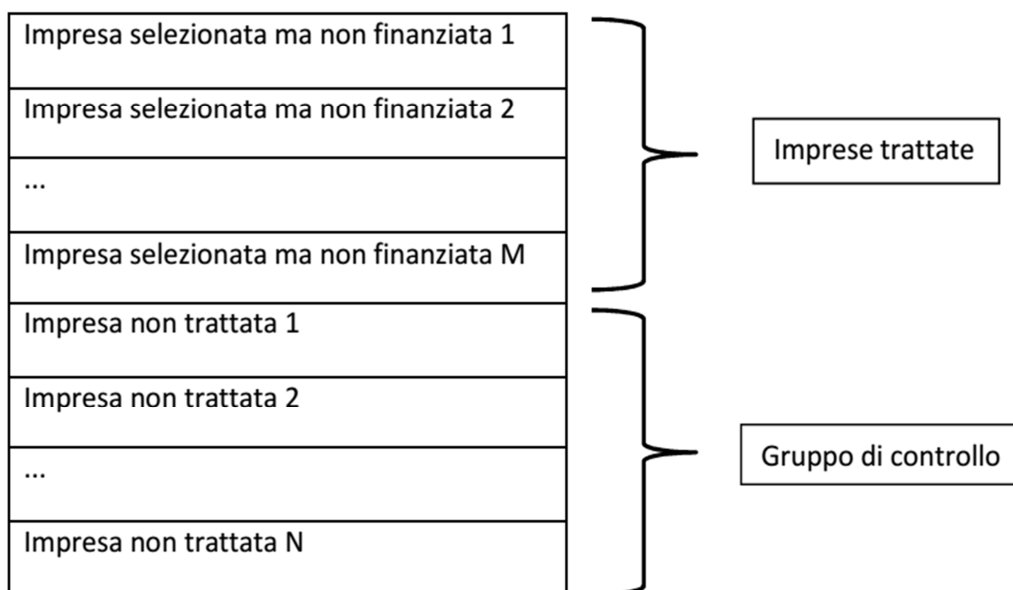 Impresa selezionata ma non finanziata 1
Impresa selezionata ma non finanziata 2
...
Impresa selezionata ma non finanziata M
Impresa non trattata 1
Impresa non trattata 2
...
Impresa non trattata N
Imprese trattate
Gruppo di controllo